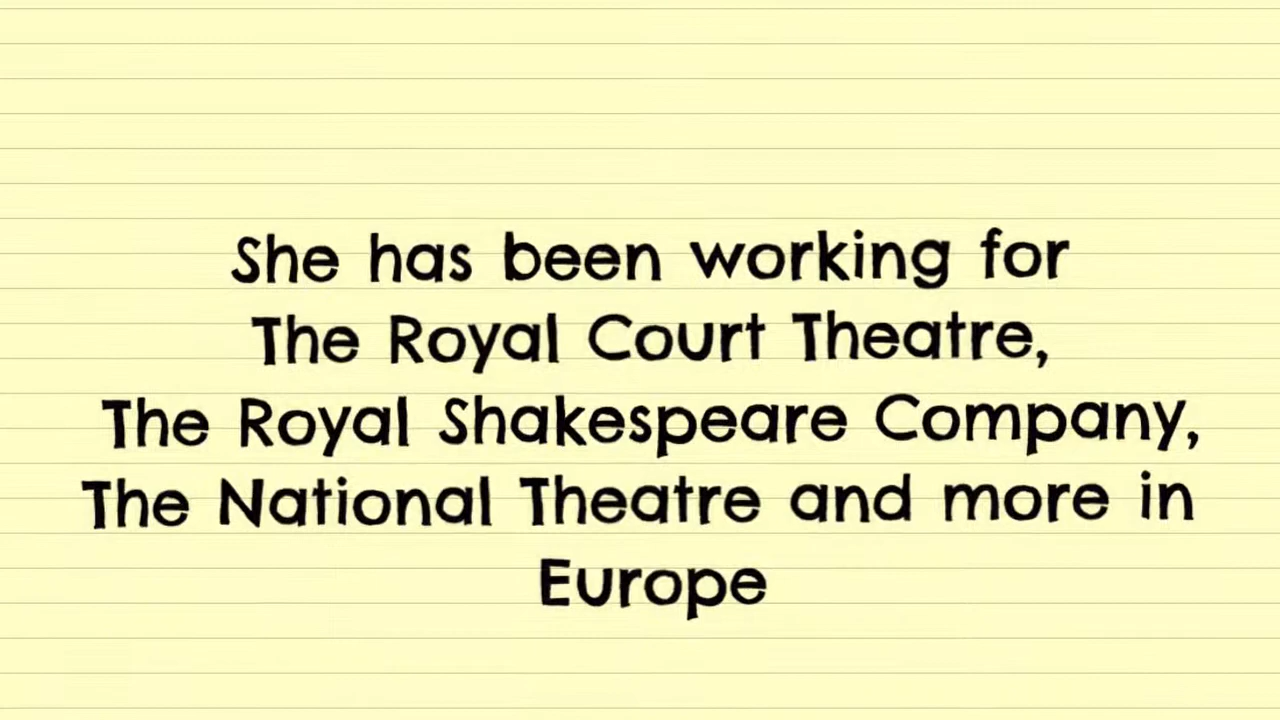 She has been working for
The Royal Court Theatre,
The Royal Shakespeare Company,
The National Theatre and more in
Europe